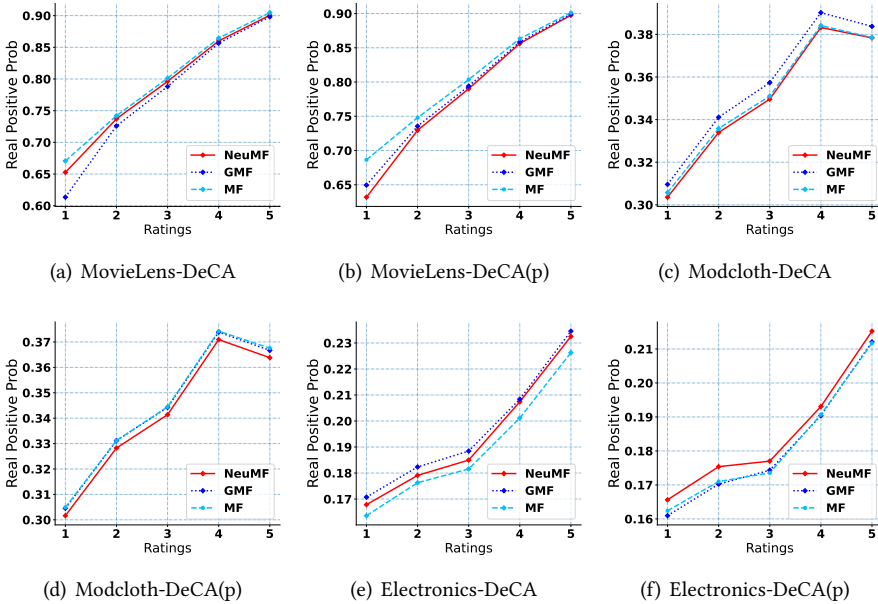 Real Positive Prob
0.90
0.85
0.80
0.75
0.70
0.65
0.60
NeuMF
GMF
MF
1 2 3 4 5
Ratings
(a) MovieLens-DeCA
Real Positive Prob
0.90
0.85
0.80
0.75
0.70
0.65
NeuMF
GMF
MF
1 2 3 4 5
Ratings
(b) MovieLens-DeCA(p)
Real Positive Prob
0.38
0.36
0.34
0.32
0.30
NeuMF
GMF
MF
1 2 3 4 5
Ratings
(c) Modcloth-DeCA
Real Positive Prob
0.37
0.36
0.35
0.34
0.33
0.32
0.31
0.30
NeuMF
GMF
MF
1 2 3 4 5
Ratings
(d) Modcloth-DeCA(p)
Real Positive Prob
0.23
0.22
0.21
0.20
0.19
0.18
0.17
NeuMF
GMF
MF
1 2 3 4 5
Ratings
(e) Electronics-DeCA
Real Positive Prob
0.21
0.20
0.19
0.18
0.17
0.16
NeuMF
GMF
MF
1 2 3 4 5
Ratings
(f) Electronics-DeCA(p)